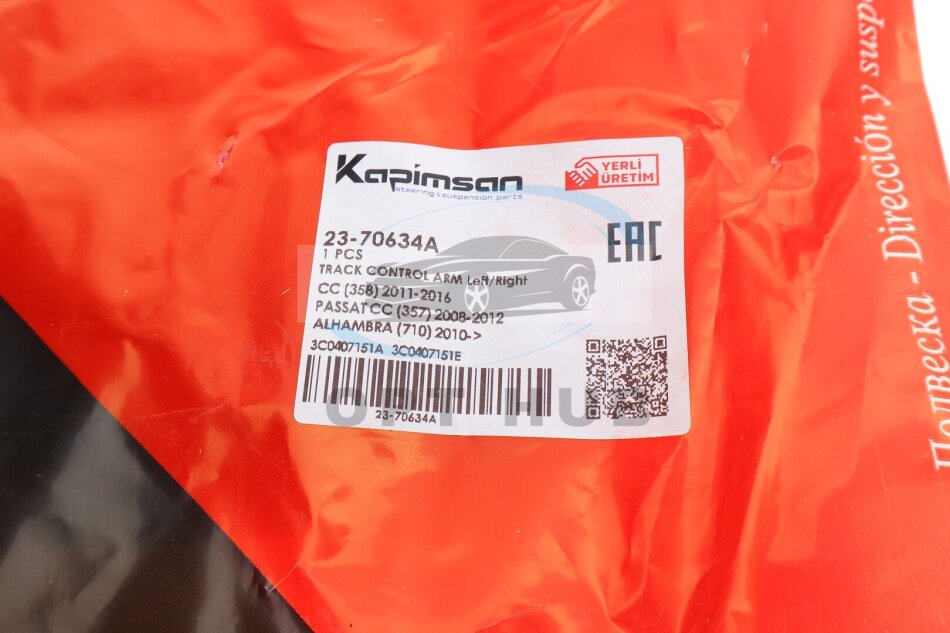 Kapimsan
steering & suspension parts
YERLİ
ÜRETİM
23-70634A
1 PCS
EAC
TRACK CONTROL ARM Left/Right
CC (358) 2011-2016
PASSAT CC (357) 2008-2012
ALHAMBRA (710) 2010->
3C0407151A 3C0407151E
23-70634A
OPT HUB
Подвеска - Dirección y susp